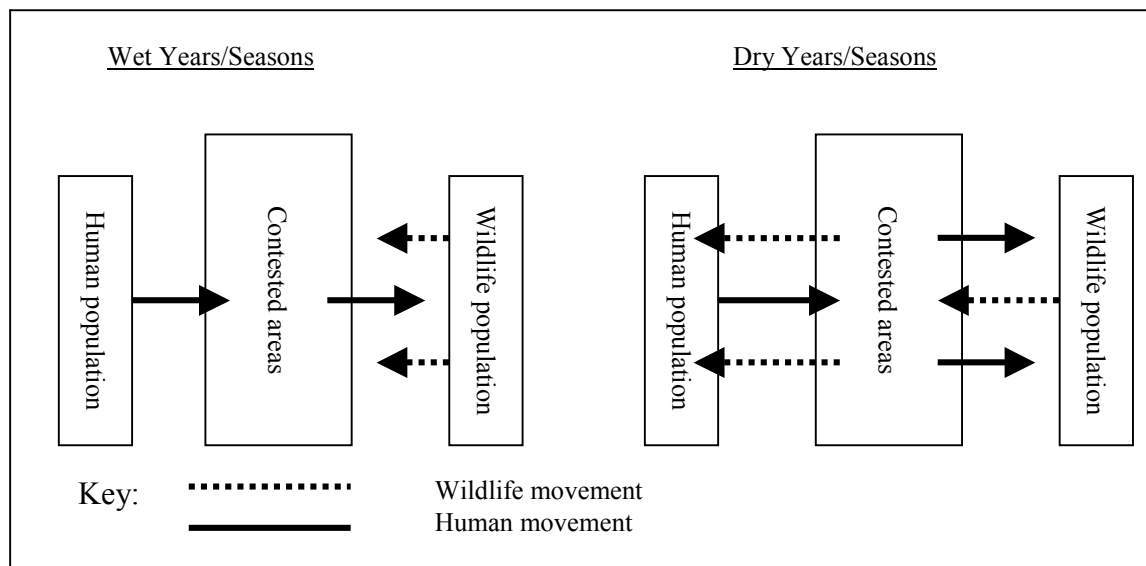 Wet Years/Seasons
Dry Years/Seasons
Human population
Contested areas
Wildlife population
Human population
Contested areas
Wildlife population
Key:
Wildlife movement
Human movement